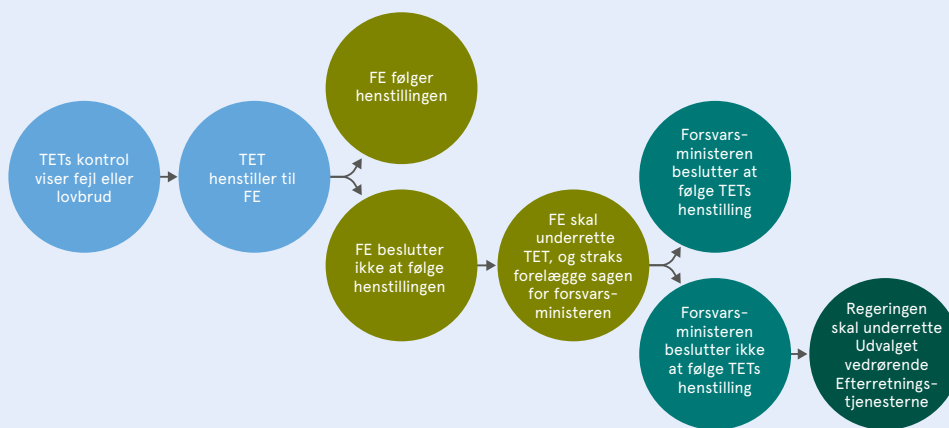 TETs kontrol
viser fejl eller
lovbrud
TET
henstiller til
FE
FE følger
henstillingen
FE beslutter
ikke at følge
henstillingen
FE skal
underrette
TET, og straks
forelægge sagen
for forsvars-
ministeren
Forsvars-
ministeren
beslutter at
følge TETs
henstilling
Forsvars-
ministeren
beslutter ikke
at følge TETs
henstilling
Regeringen
skal underrette
Udvalget
vedrørende
Efterretnings-
tjenesterne